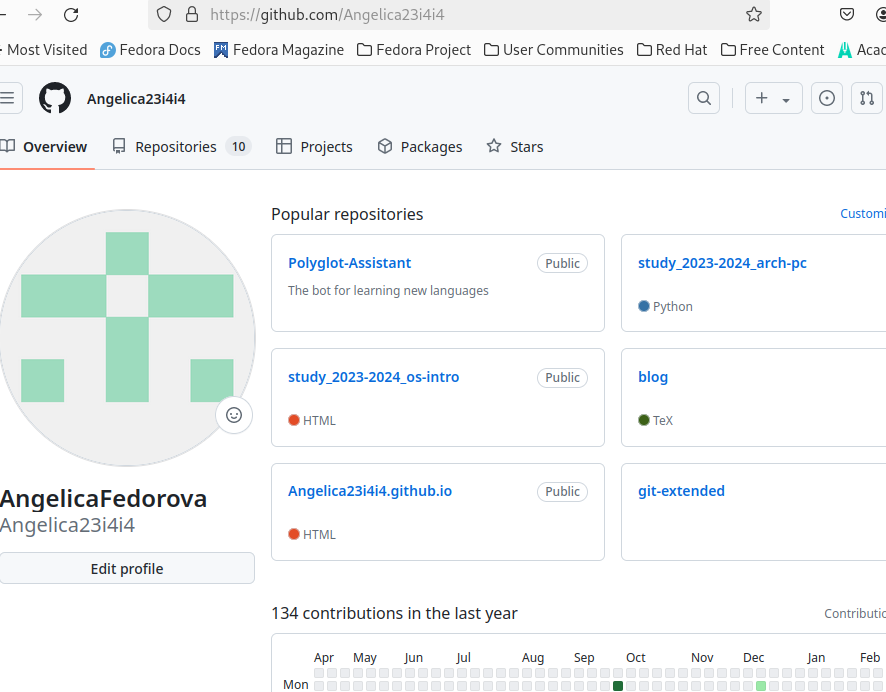 https://github.com/Angelica23i4i4
Most Visited Fedora Docs FM Fedora Magazine Fedora Project User Communities Red Hat Free Content
Angelica23i4i4
Overview Repositories 10 Projects Packages Stars
Popular repositories
Polyglot-Assistant Public
The bot for learning new languages
study_2023-2024_arch-pc
Python
study_2023-2024_os-intro Public
HTML
blog
TeX
Angelica23i4i4.github.io Public
HTML
git-extended
AngelicaFedorova
Angelica23i4i4
Edit profile
134 contributions in the last year
Apr May Jun Jul Aug Sep Oct Nov Dec Jan Feb
Mon